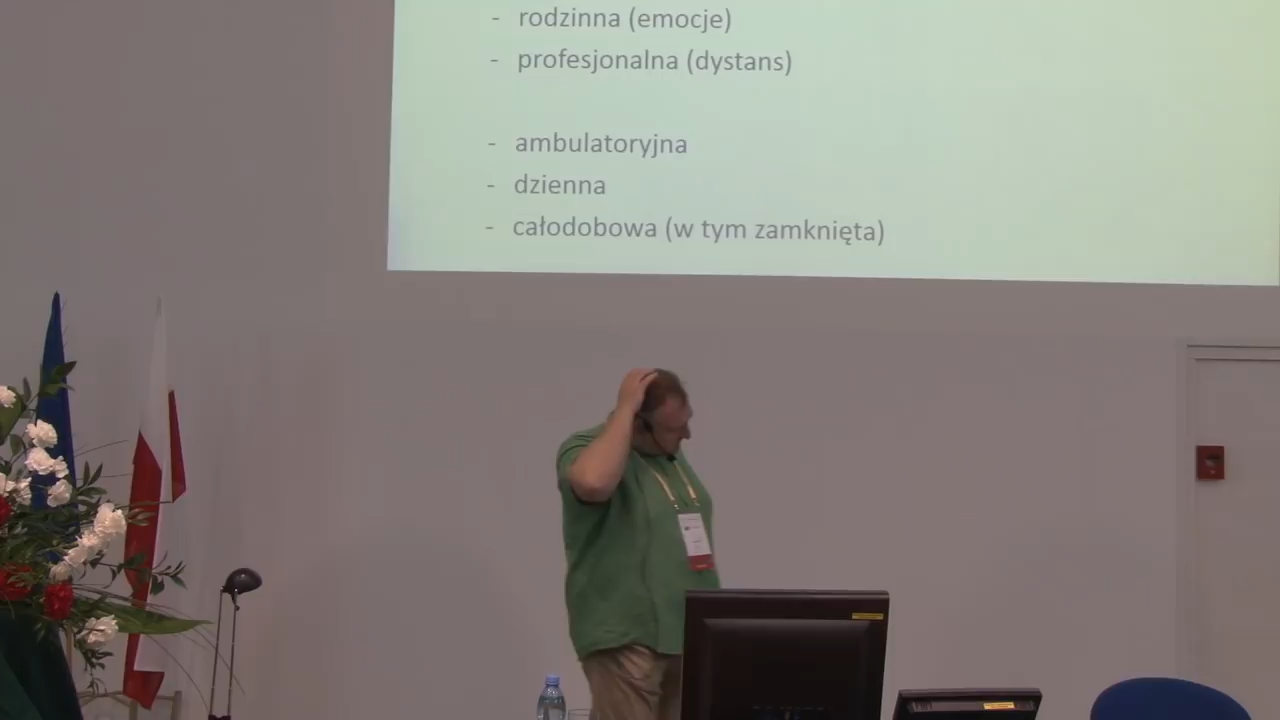 - rodzinna (emocje)
- profesjonalna (dystans)
- ambulatoryjna
- dzienna
- całodobowa (w tym zamknięta)